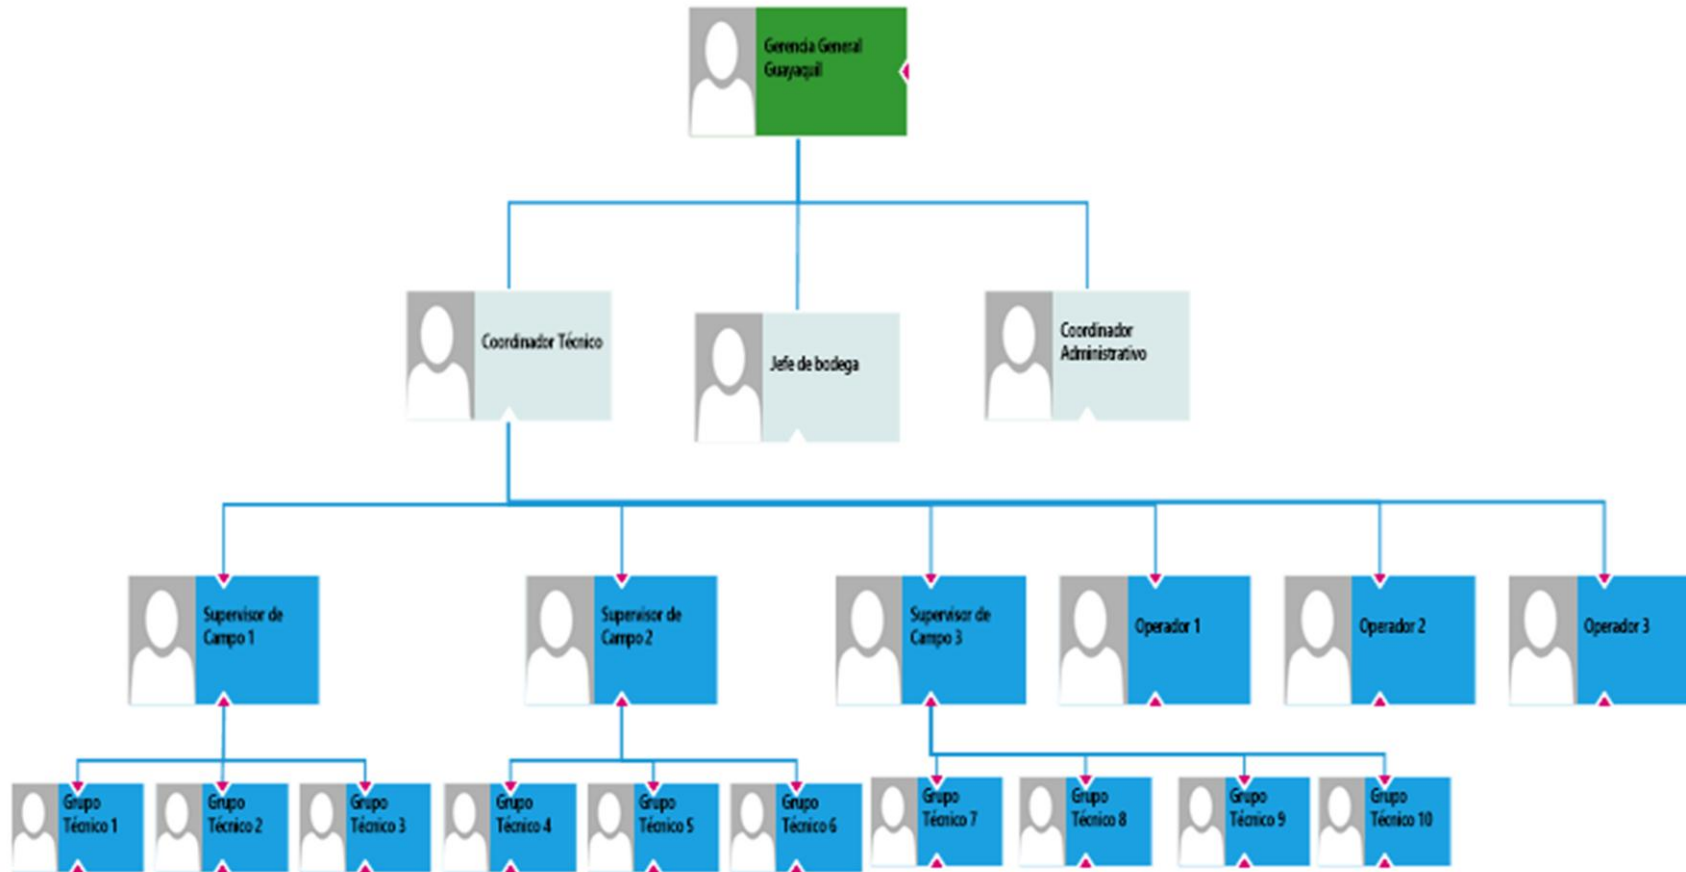 Gerencia General
Guayaquil
Coordinador Técnico
Jefe de bodega
Coordinador
Administrativo
Supervisor de
Campo 1
Supervisor de
Campo 2
Supervisor de
Campo 3
Operador 1
Operador 2
Operador 3
Grupo
Técnico 1
Grupo
Técnico 2
Grupo
Técnico 3
Grupo
Técnico 4
Grupo
Técnico 5
Grupo
Técnico 6
Grupo
Técnico 7
Grupo
Técnico 8
Grupo
Técnico 9
Grupo
Técnico 10